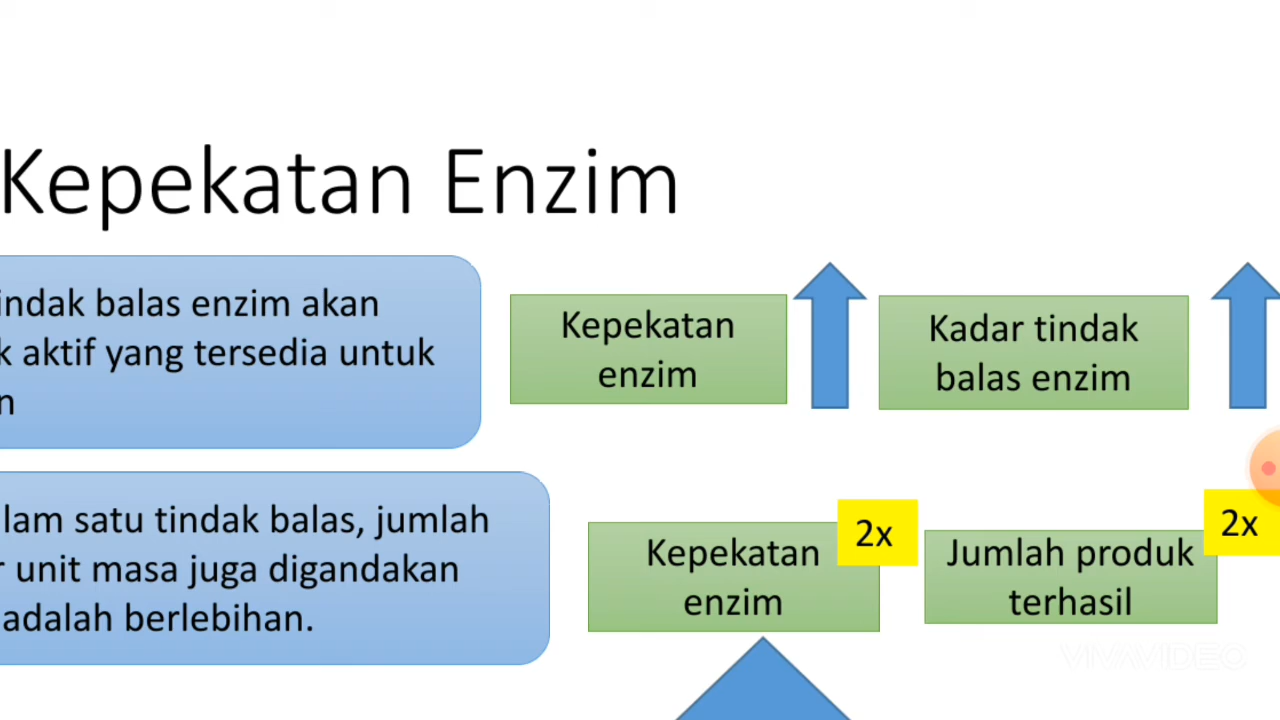 Kepekatan Enzim
indak balas enzim akan
k aktif yang tersedia untuk
n
Kepekatan
enzim
Kadar tindak
balas enzim
lam satu tindak balas, jumlah
r unit masa juga digandakan
adalah berlebihan.
Kepekatan
enzim
2x
Jumlah produk
terhasil
2x
VIVAVIDEO